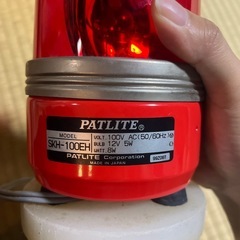 PATLITE®
MODEL
SKH-100EH
VOLT. 100V AC (50/60Hz)
BULB 12V 5W
WATT. 8W
PATLITE Corporation
MADE IN JAPAN